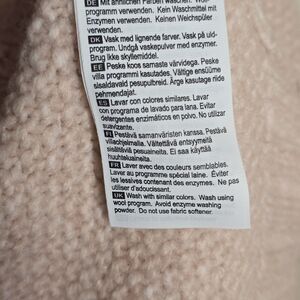 DE Mit ähnlichen Farben waschen. Woll-
programm verwenden. Kein Waschmittel mit
Enzymen verwenden. Keinen Weichspüler
verwenden.
DK Vask med lignende farver. Vask på uld-
program. Undgå vaskepulver med enzymer.
Brug ikke skyllemiddel.
EE Peske koos samaste värvidega. Peske
villa programmi kasutades. Vältige ensüüme
sisaldavaid pesupulbreid. Ärge kasutage riide
pehmendajat.
ES Lavar con colores similares. Lavar con
programa de lavado para lana. Evitar
detergentes enzimáticos en polvo. No utilizar
suavizante.
FI Pestävä samanväristen kanssa. Pestävä
villaohjelmalla. Vältettävä entsyymejä
sisältäviä pesuaineita. Ei saa käyttää
huuhteluaineita.
FR Laver avec des couleurs semblables.
Laver au programme spécial laine. Éviter
les lessives contenant des enzymes. Ne pas
utiliser d'adoucissant.
UK Wash with similar colors. Wash using
wool program. Avoid enzyme washing
powder. Do not use fabric softener.